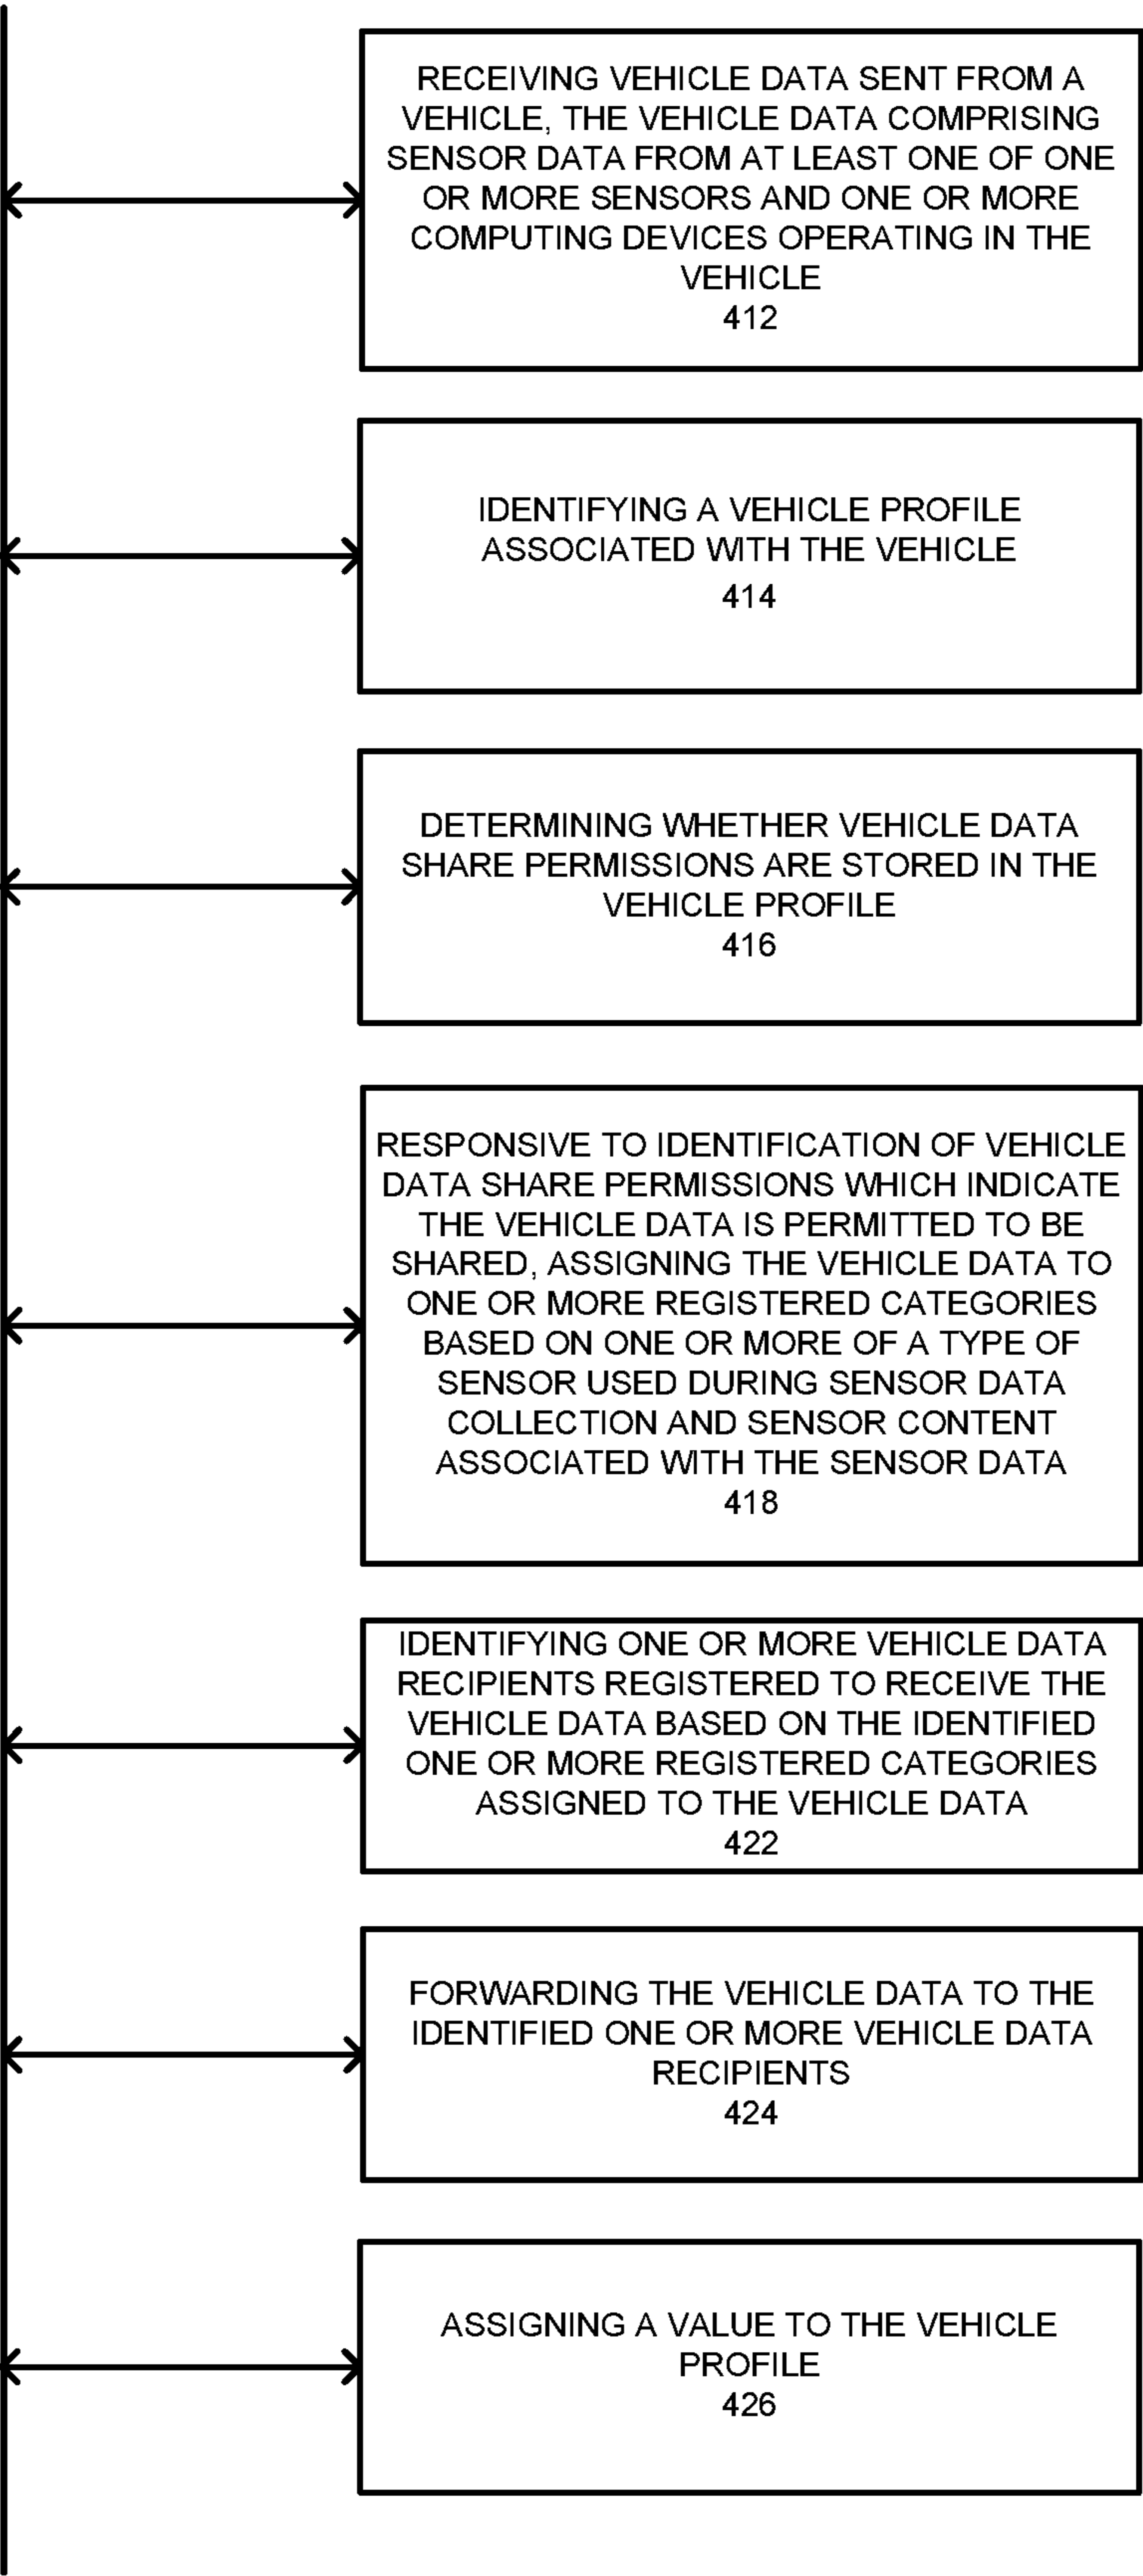 RECEIVING VEHICLE DATA SENT FROM A
VEHICLE, THE VEHICLE DATA COMPRISING
SENSOR DATA FROM AT LEAST ONE OF ONE
OR MORE SENSORS AND ONE OR MORE
COMPUTING DEVICES OPERATING IN THE
VEHICLE
412
IDENTIFYING A VEHICLE PROFILE
ASSOCIATED WITH THE VEHICLE
414
DETERMINING WHETHER VEHICLE DATA
SHARE PERMISSIONS ARE STORED IN THE
VEHICLE PROFILE
416
RESPONSIVE TO IDENTIFICATION OF VEHICLE
DATA SHARE PERMISSIONS WHICH INDICATE
THE VEHICLE DATA IS PERMITTED TO BE
SHARED, ASSIGNING THE VEHICLE DATA TO
ONE OR MORE REGISTERED CATEGORIES
BASED ON ONE OR MORE OF A TYPE OF
SENSOR USED DURING SENSOR DATA
COLLECTION AND SENSOR CONTENT
ASSOCIATED WITH THE SENSOR DATA
418
IDENTIFYING ONE OR MORE VEHICLE DATA
RECIPIENTS REGISTERED TO RECEIVE THE
VEHICLE DATA BASED ON THE IDENTIFIED
ONE OR MORE REGISTERED CATEGORIES
ASSIGNED TO THE VEHICLE DATA
422
FORWARDING THE VEHICLE DATA TO THE
IDENTIFIED ONE OR MORE VEHICLE DATA
RECIPIENTS
424
ASSIGNING A VALUE TO THE VEHICLE
PROFILE
426